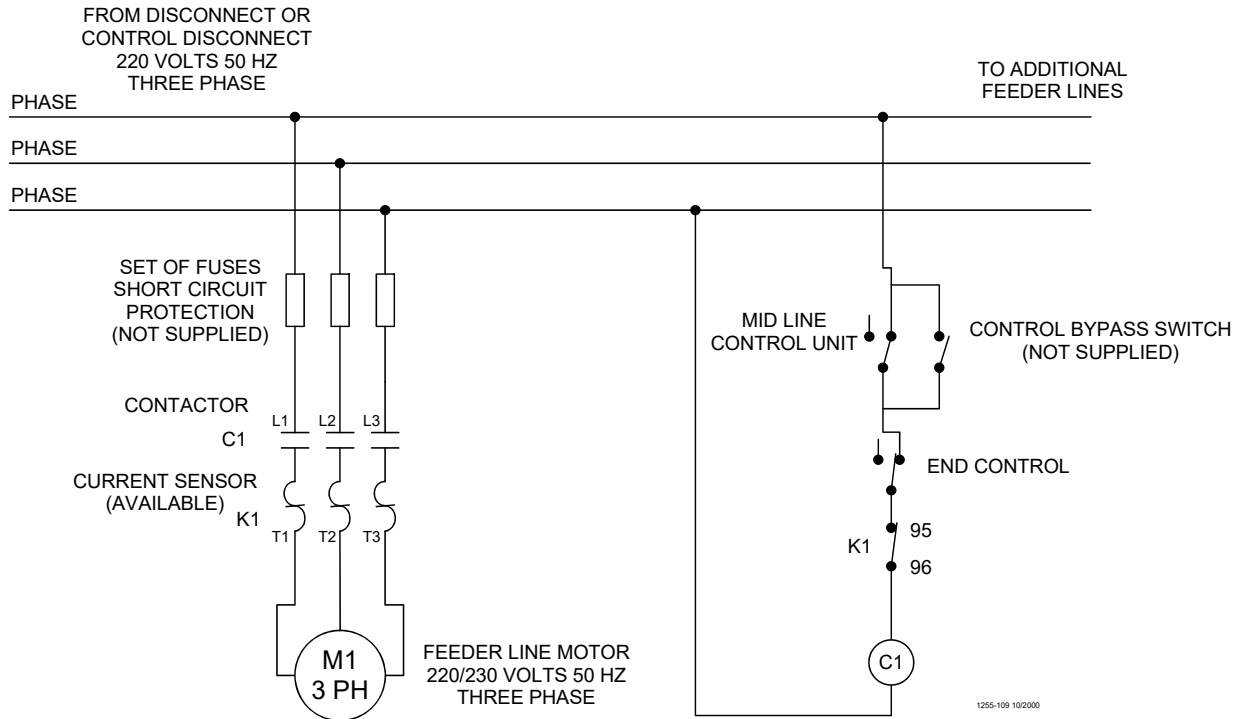 FROM DISCONNECT OR
CONTROL DISCONNECT
220 VOLTS 50 HZ
THREE PHASE
TO ADDITIONAL
FEEDER LINES
PHASE
PHASE
PHASE
SET OF FUSES
SHORT CIRCUIT
PROTECTION
(NOT SUPPLIED)
MID LINE
CONTROL UNIT
CONTROL BYPASS SWITCH
(NOT SUPPLIED)
CONTACTOR
C1
L1
L2
L3
CURRENT SENSOR
(AVAILABLE)
K1
T1
T2
T3
END CONTROL
K1
95
96
M1
3 PH
FEEDER LINE MOTOR
220/230 VOLTS 50 HZ
THREE PHASE
C1
1255-109 10/2000